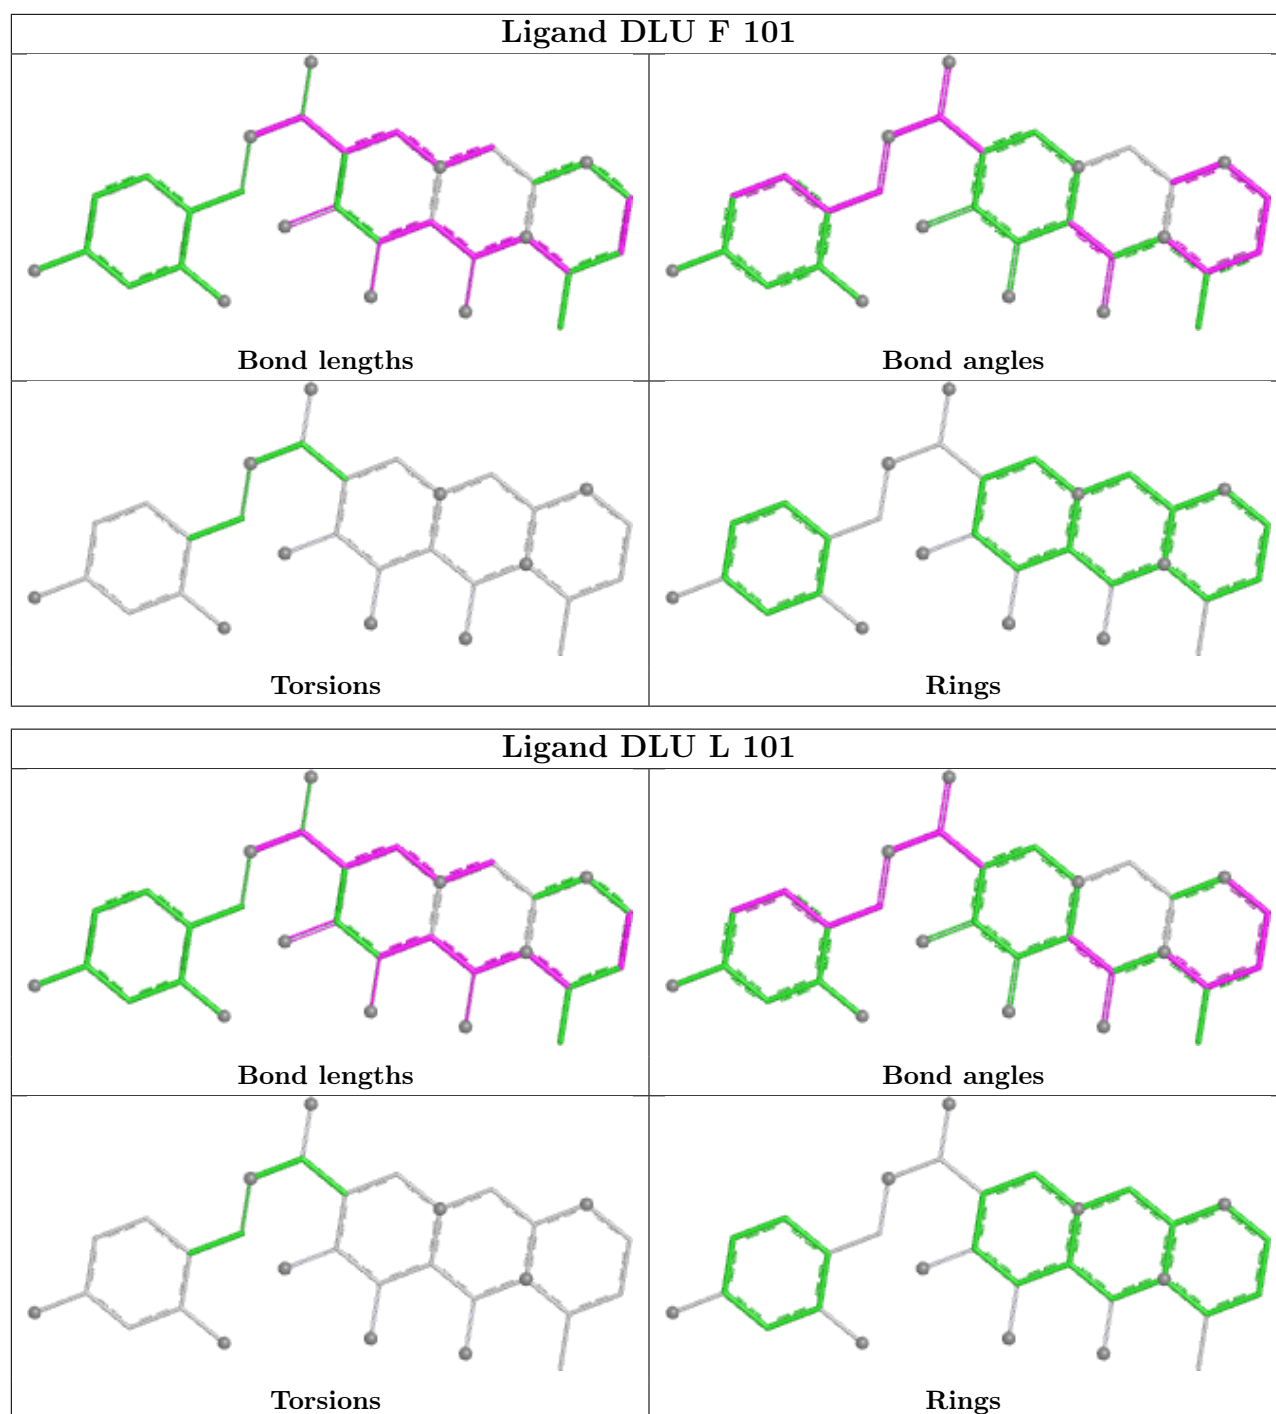 Ligand DLU F 101
Bond lengths
Bond angles
Torsions
Rings
Ligand DLU L 101
Bond lengths
Bond angles
Torsions
Rings